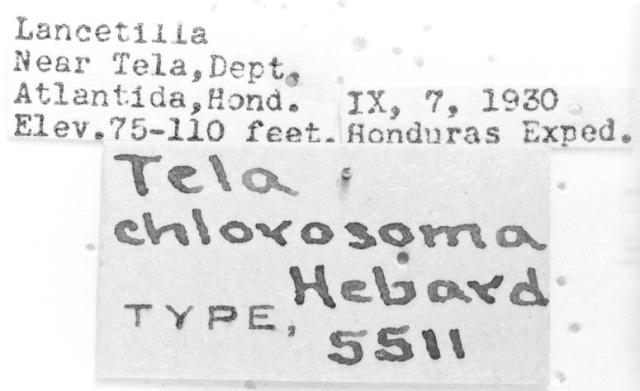 Lancetilla
Near Tela, Dept.
Atlantida, Hond.
Elev. 75-110 feet.
IX, 7, 1930
Honduras Exped.
Tela
chlorosoma
Hebard
TYPE,
5511